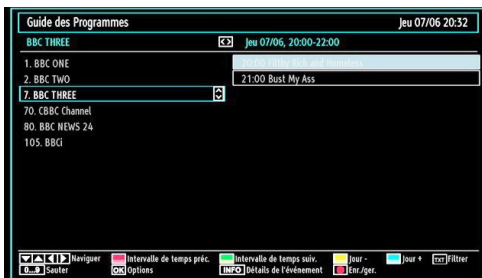 Guide des Programmes Jeu 07/06 20:32
BBC THREE Jeu 07/06, 20:00-22:00
1. BBC ONE 20:00 Filthy Rich and Homeless
2. BBC TWO 21:00 Bust My Ass
7. BBC THREE
70. CBBC Channel
80. BBC NEWS 24
105. BBCi
Naviguer Intervalle de temps préc. Intervalle de temps suiv. Jour - Jour + TXT Filtrer
0...9 Sauter OK Options INFO Détails de l'événement Enr./ger.